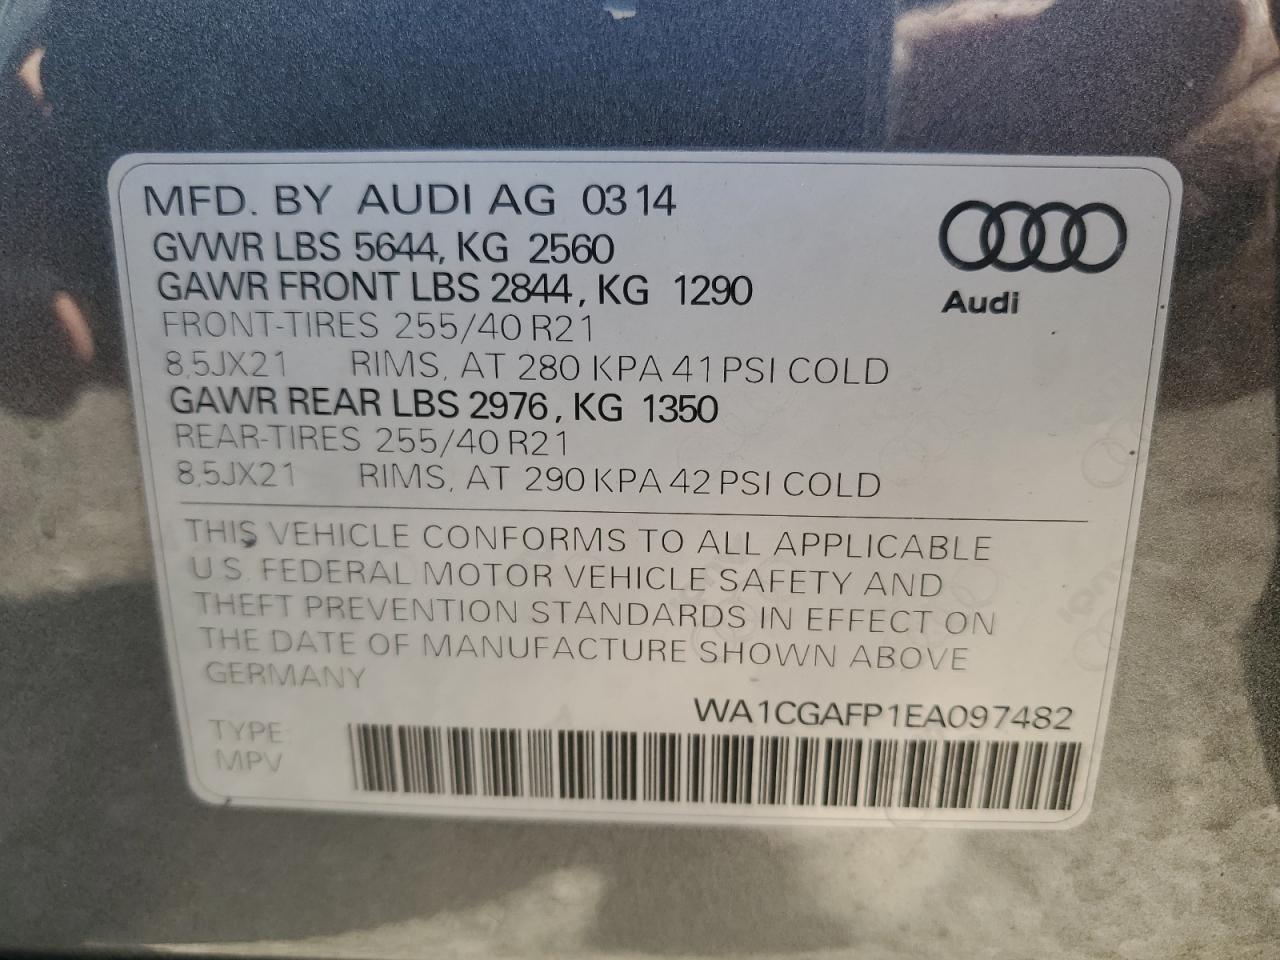 MFD. BY AUDI AG 03 14
GVWR LBS 5644, KG 2560
GAWR FRONT LBS 2844, KG 1290
FRONT-TIRES 255/40 R21
8,5JX21 RIMS, AT 280 KPA 41 PSI COLD
GAWR REAR LBS 2976, KG 1350
REAR-TIRES 255/40 R21
8,5JX21 RIMS, AT 290 KPA 42 PSI COLD
Audi
THIS VEHICLE CONFORMS TO ALL APPLICABLE
U.S. FEDERAL MOTOR VEHICLE SAFETY AND
THEFT PREVENTION STANDARDS IN EFFECT ON
THE DATE OF MANUFACTURE SHOWN ABOVE
GERMANY
WA1CGAFP1EA097482
TYPE:
MPV